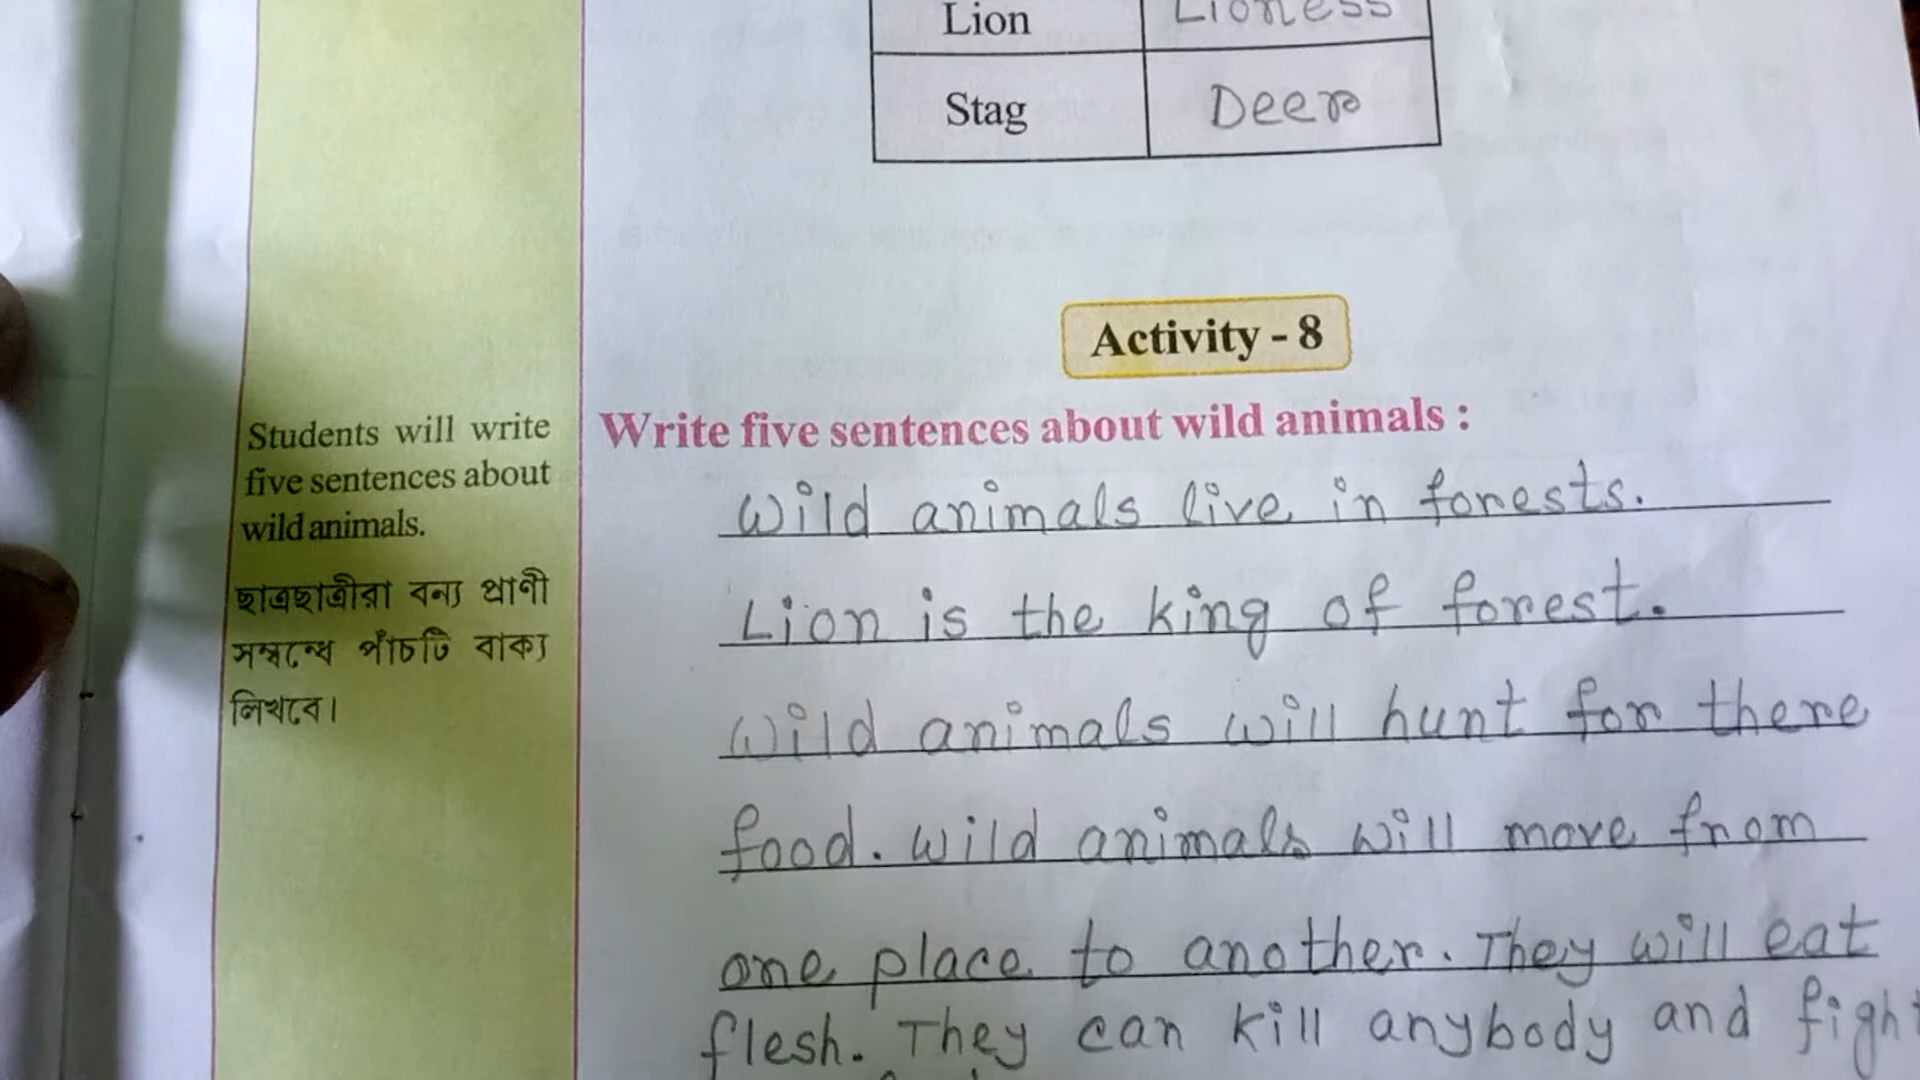 Lion Lioness
Stag Deer
Activity - 8
Students will write
five sentences about
wild animals.
ছাত্রছাত্রীরা বন্য প্রাণী
সম্বন্ধে পাঁচটি বাক্য
লিখবে।
Write five sentences about wild animals :
Wild animals live in forests.
Lion is the king of forest.
Wild animals will hunt for there
food. Wild animals will move from
one place to another. They will eat
flesh. They can kill anybody and fight